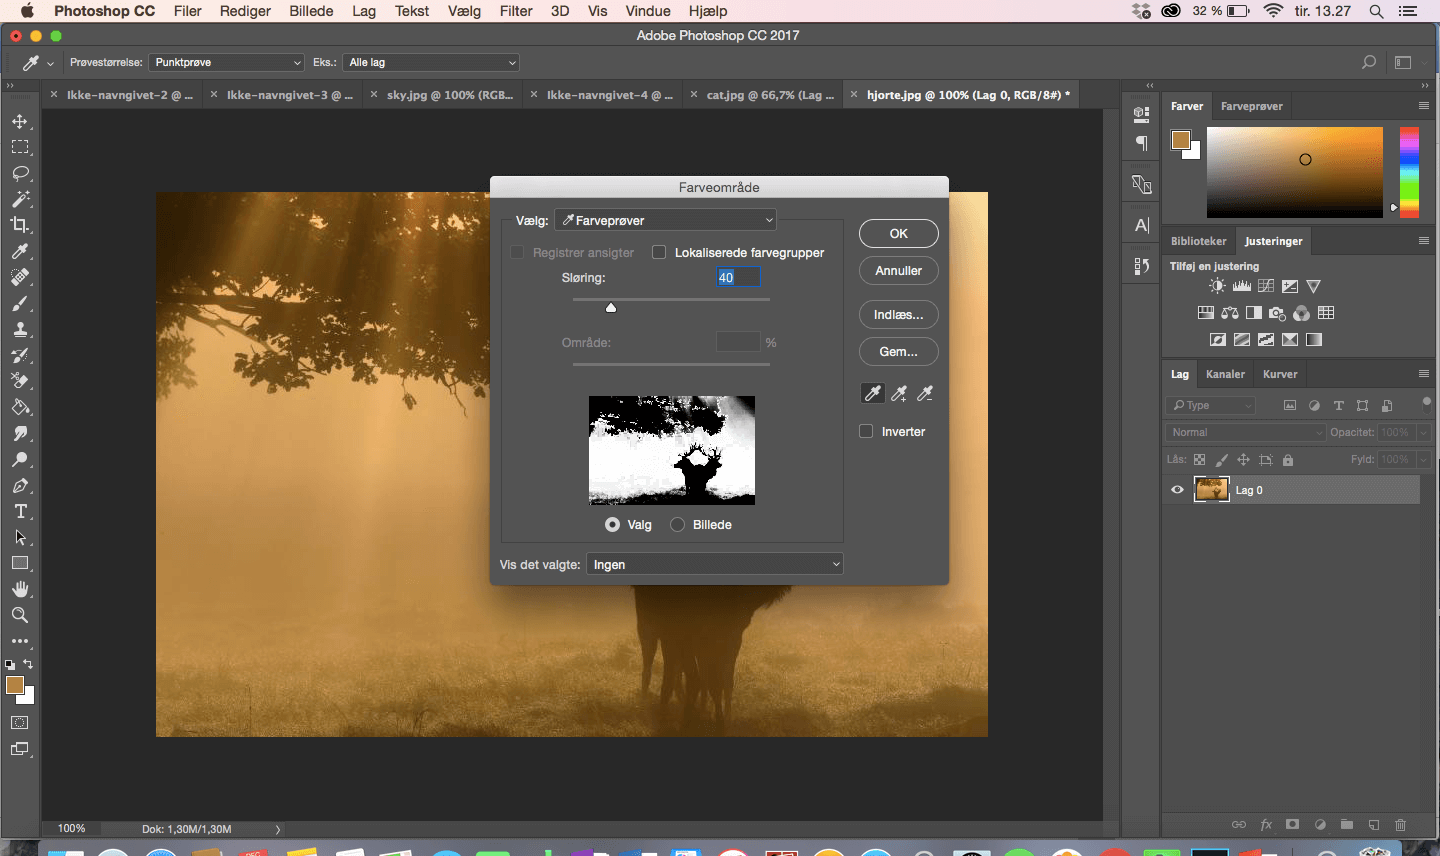 Photoshop CC Filer Rediger Billede Lag Tekst Vælg Filter 3D Vis Vindue Hjælp 32 % tir. 13.27
Adobe Photoshop CC 2017
Prøvestørrelse: Punktprøve Eks.: Alle lag
Ikke-navngivet-2 @ ... Ikke-navngivet-3 @ ... sky.jpg @ 100% (RGB... Ikke-navngivet-4 @ ... cat.jpg @ 66,7% (Lag ... hjorte.jpg @ 100% (Lag 0, RGB/8#) *
Farver Farveprøver
Farveområde
Vælg: Farveprøver
OK
Registrer ansigter Lokaliserede farvegrupper
Sløring: 40
Annuller
Indlæs...
Område: %
Gem...
Inverter
Valg Billede
Vis det valgte: Ingen
Biblioteker Justeringer
Tilføj en justering
Lag Kanaler Kurver
Type
Normal Opacitet: 100%
Lås: Fyld: 100%
Lag 0
fx
100% Dok: 1,30M/1,30M